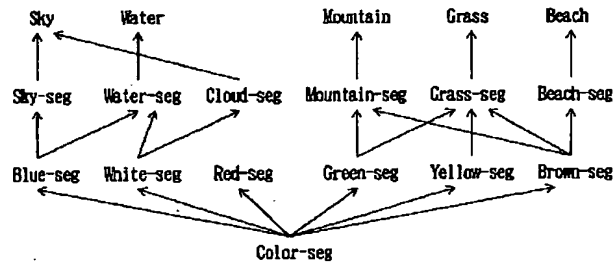 Sky Water Mountain Grass Beach
Sky-seg Water-seg Cloud-seg Mountain-seg Grass-seg Beach-seg
Blue-seg White-seg Red-seg Green-seg Yellow-seg Brown-seg
Color-seg